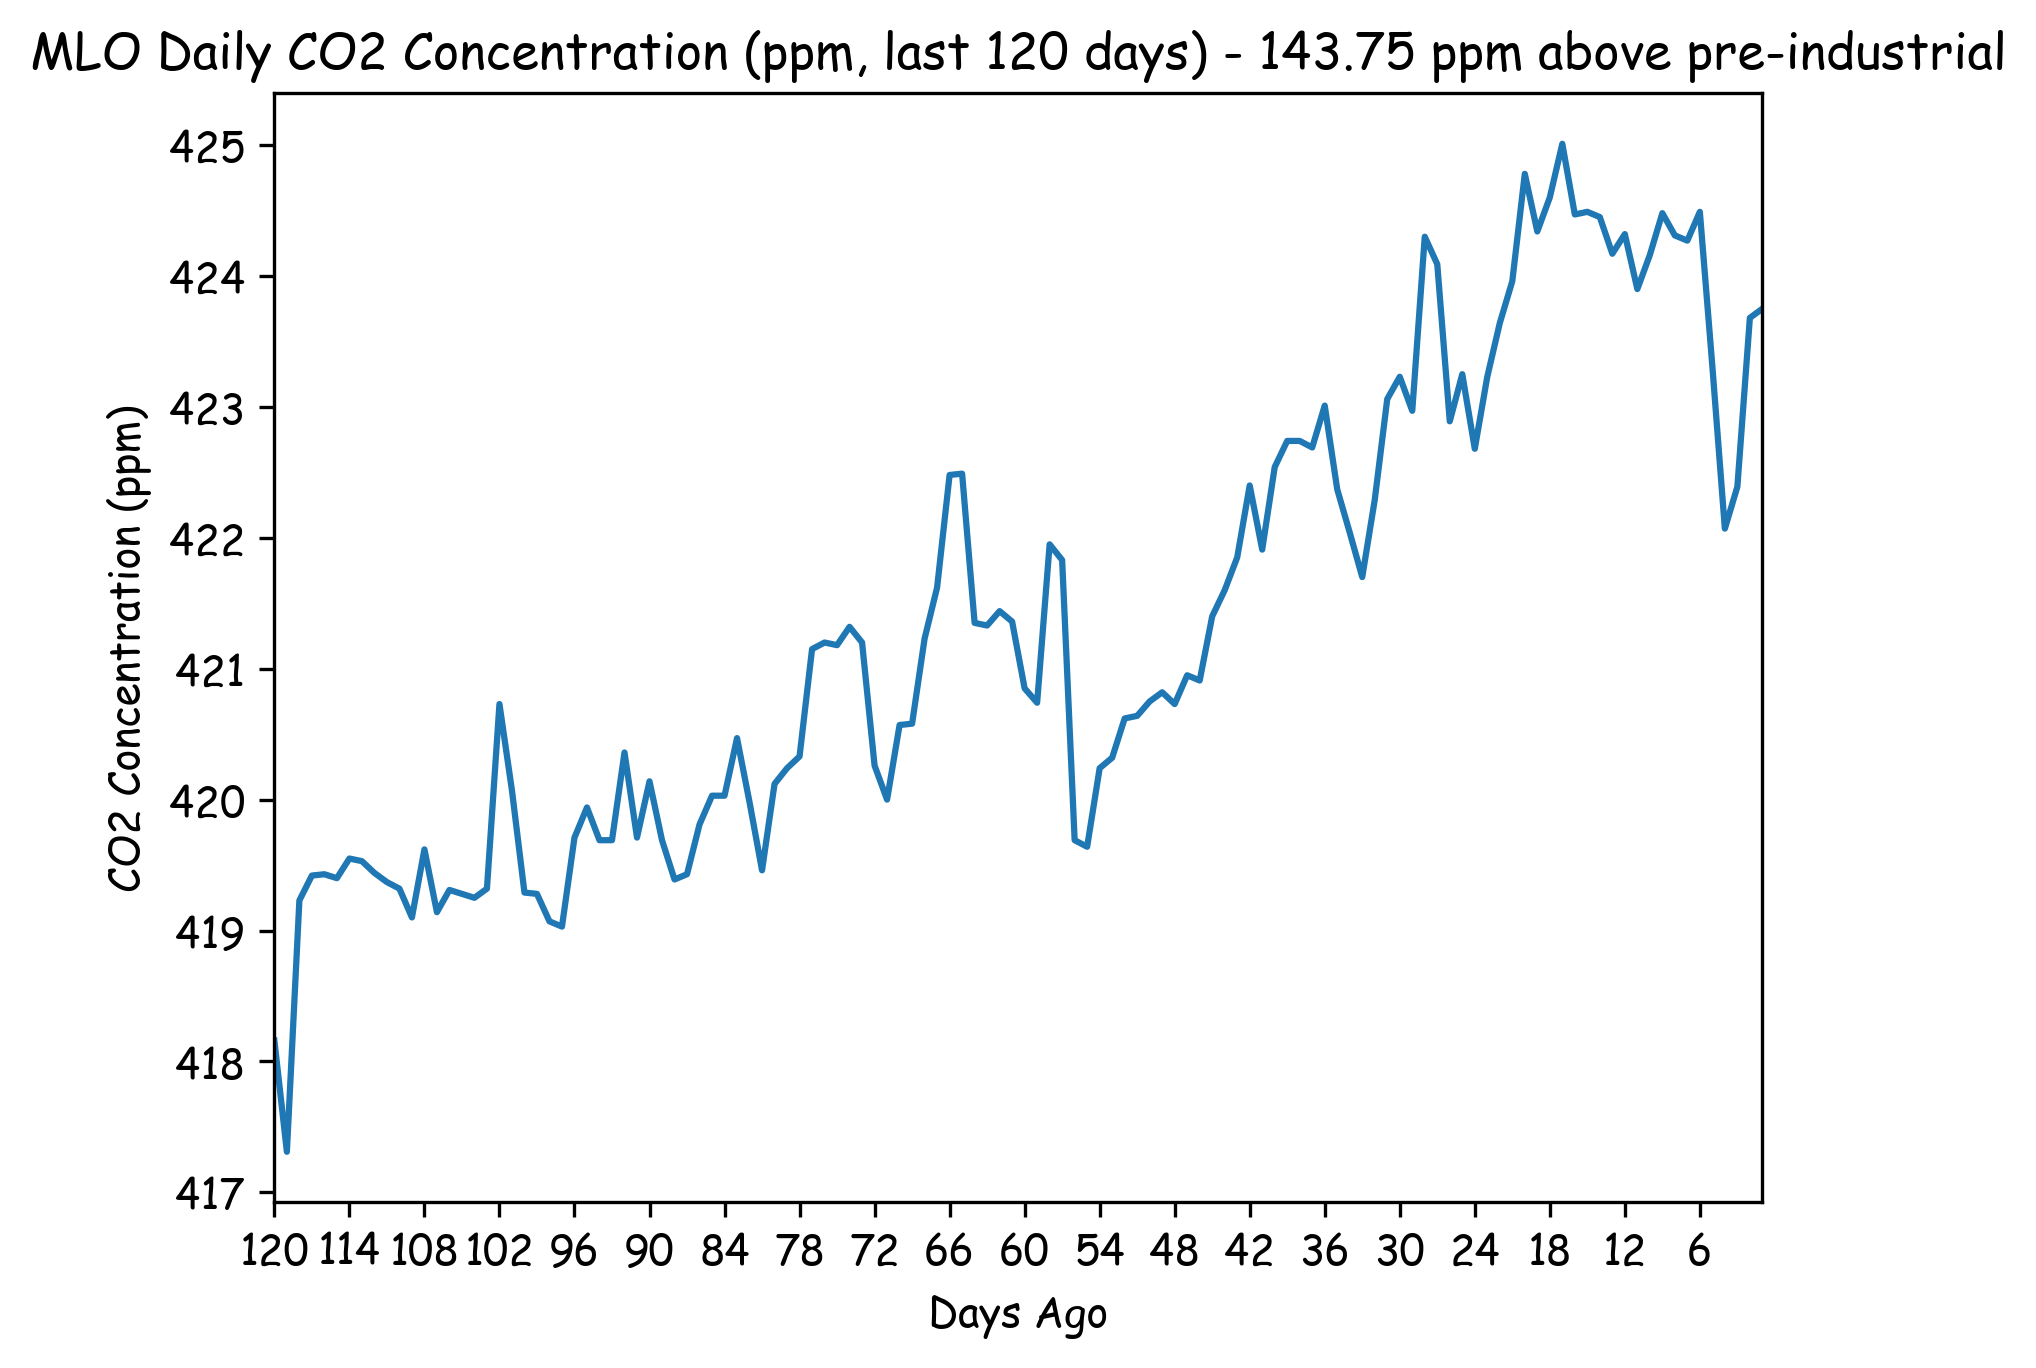 MLO Daily CO2 Concentration (ppm, last 120 days) - 143.75 ppm above pre-industrial
425
424
423
422
421
420
419
418
417
CO2 Concentration (ppm)
120 114 108 102 96 90 84 78 72 66 60 54 48 42 36 30 24 18 12 6
Days Ago